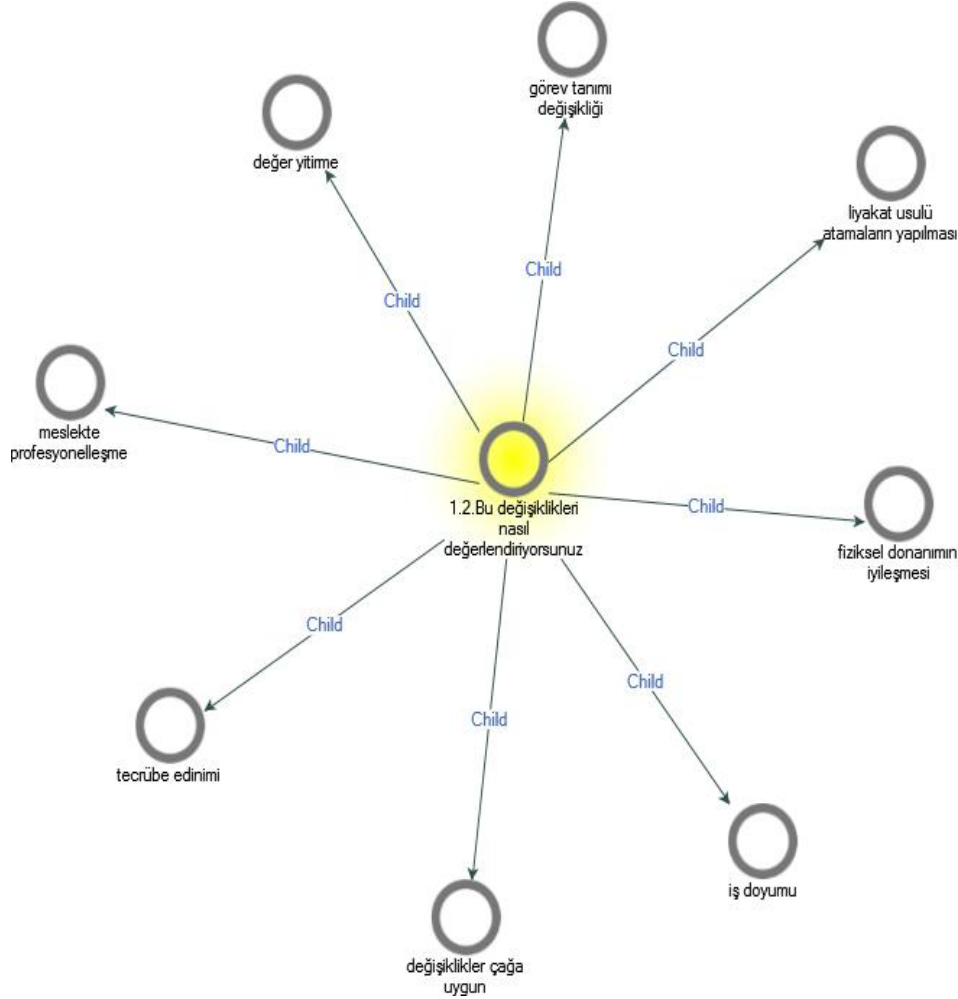 görev tanımı
değişikliği
değer yitirme
liyakat usulü
atamaların yapılması
Child
Child
Child
meslekte
profesyonelleşme
Child
1.2.Bu değişiklikleri
nasıl
değerlendiriyorsunuz
Child
fiziksel donanımın
iyileşmesi
Child
tecrübe edinimi
Child
Child
iş doyumu
değişiklikler çağa
uygun